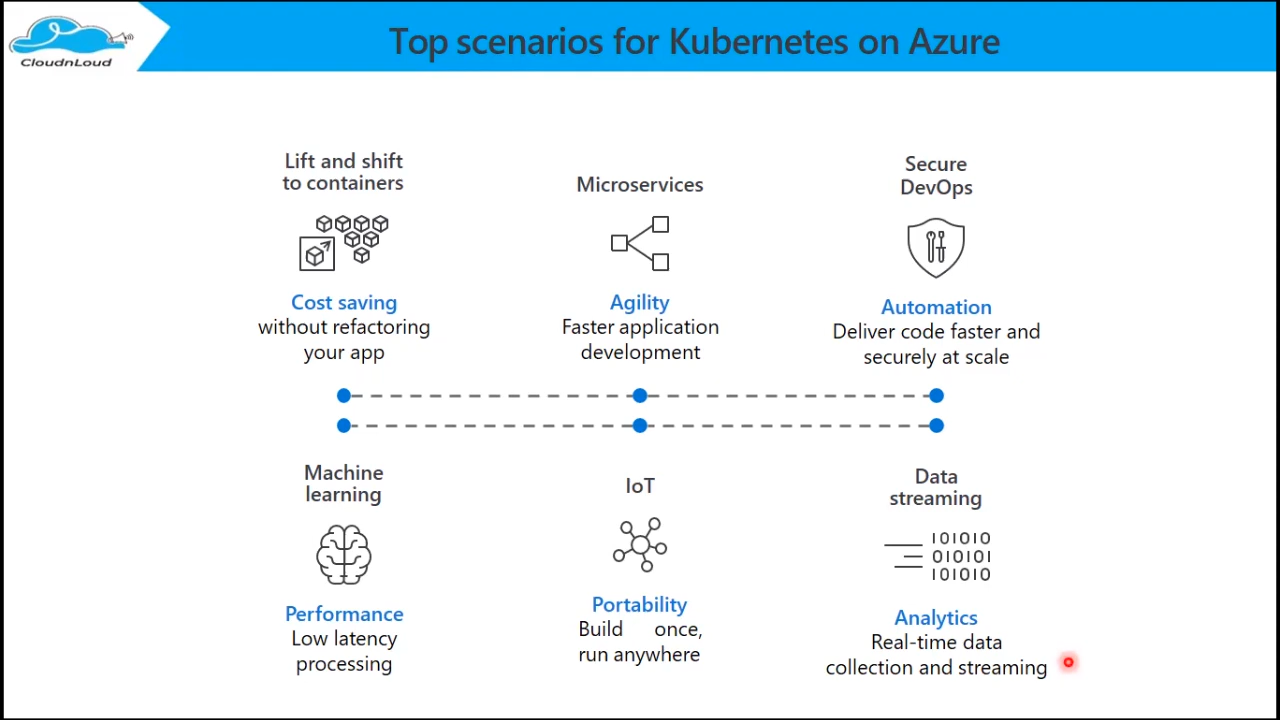 CloudnLoud
Top scenarios for Kubernetes on Azure
Lift and shift
to containers
Cost saving
without refactoring
your app
Microservices
Agility
Faster application
development
Secure
DevOps
Automation
Deliver code faster and
securely at scale
Machine
learning
Performance
Low latency
processing
IoT
Portability
Build once,
run anywhere
Data
streaming
101010
010101
101010
Analytics
Real-time data
collection and streaming